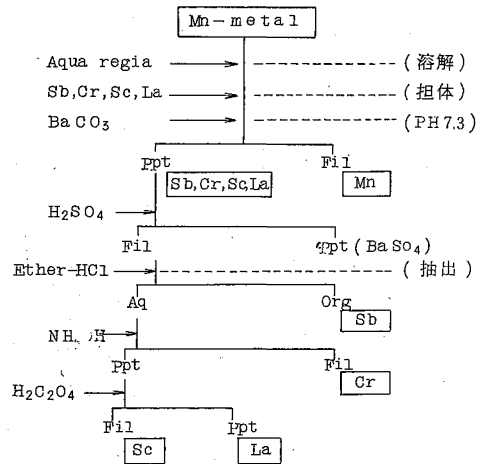 Mn-metal
Aqua regia (溶解)
Sb,Cr,Sc,La (担体)
BaCO3 (PH7.3)
Ppt Fil
Sb,Cr,Sc,La Mn
H2SO4
Fil Ppt (BaSo4)
Ether-HCl (抽出)
Aq Org
Sb
Ppt Fil
Cr
H2C2O4
Fil Ppt
Sc La